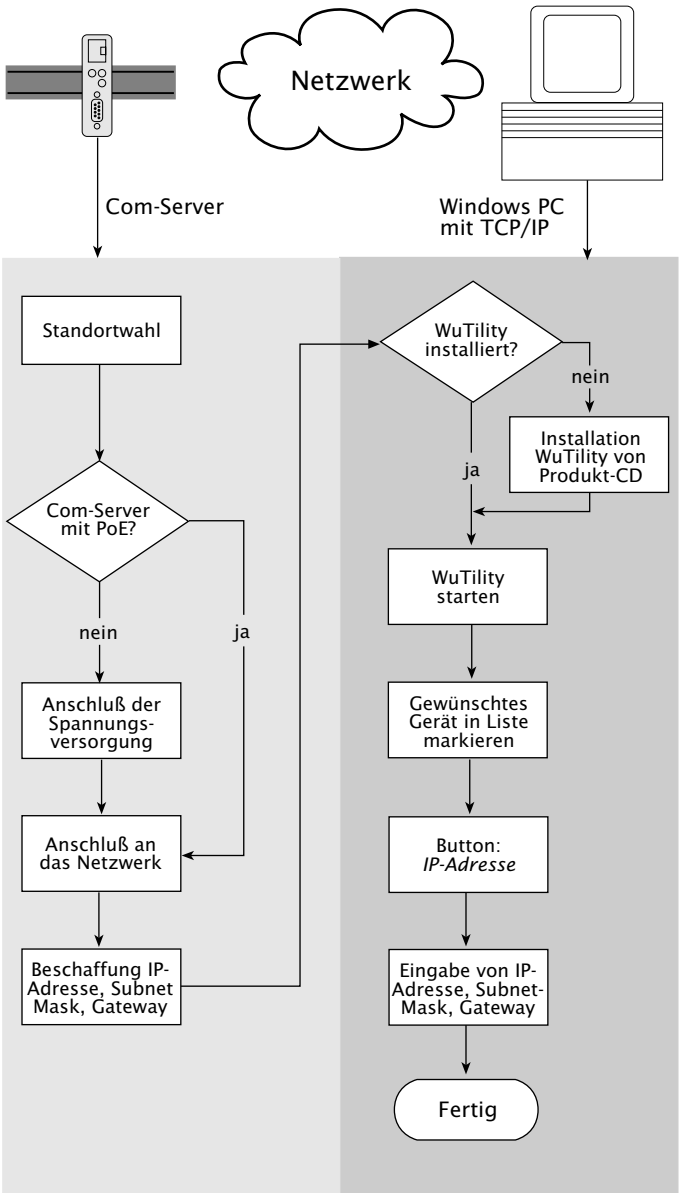 Netzwerk
Com-Server
Windows PC
mit TCP/IP
Standortwahl
Com-Server
mit PoE?
nein
ja
Anschluß der
Spannungs-
versorgung
Anschluß an
das Netzwerk
Beschaffung IP-
Adresse, Subnet
Mask, Gateway
WuTility
installiert?
nein
ja
Installation
WuTility von
Produkt-CD
WuTility
starten
Gewünschtes
Gerät in Liste
markieren
Button:
IP-Adresse
Eingabe von IP-
Adresse, Subnet-
Mask, Gateway
Fertig